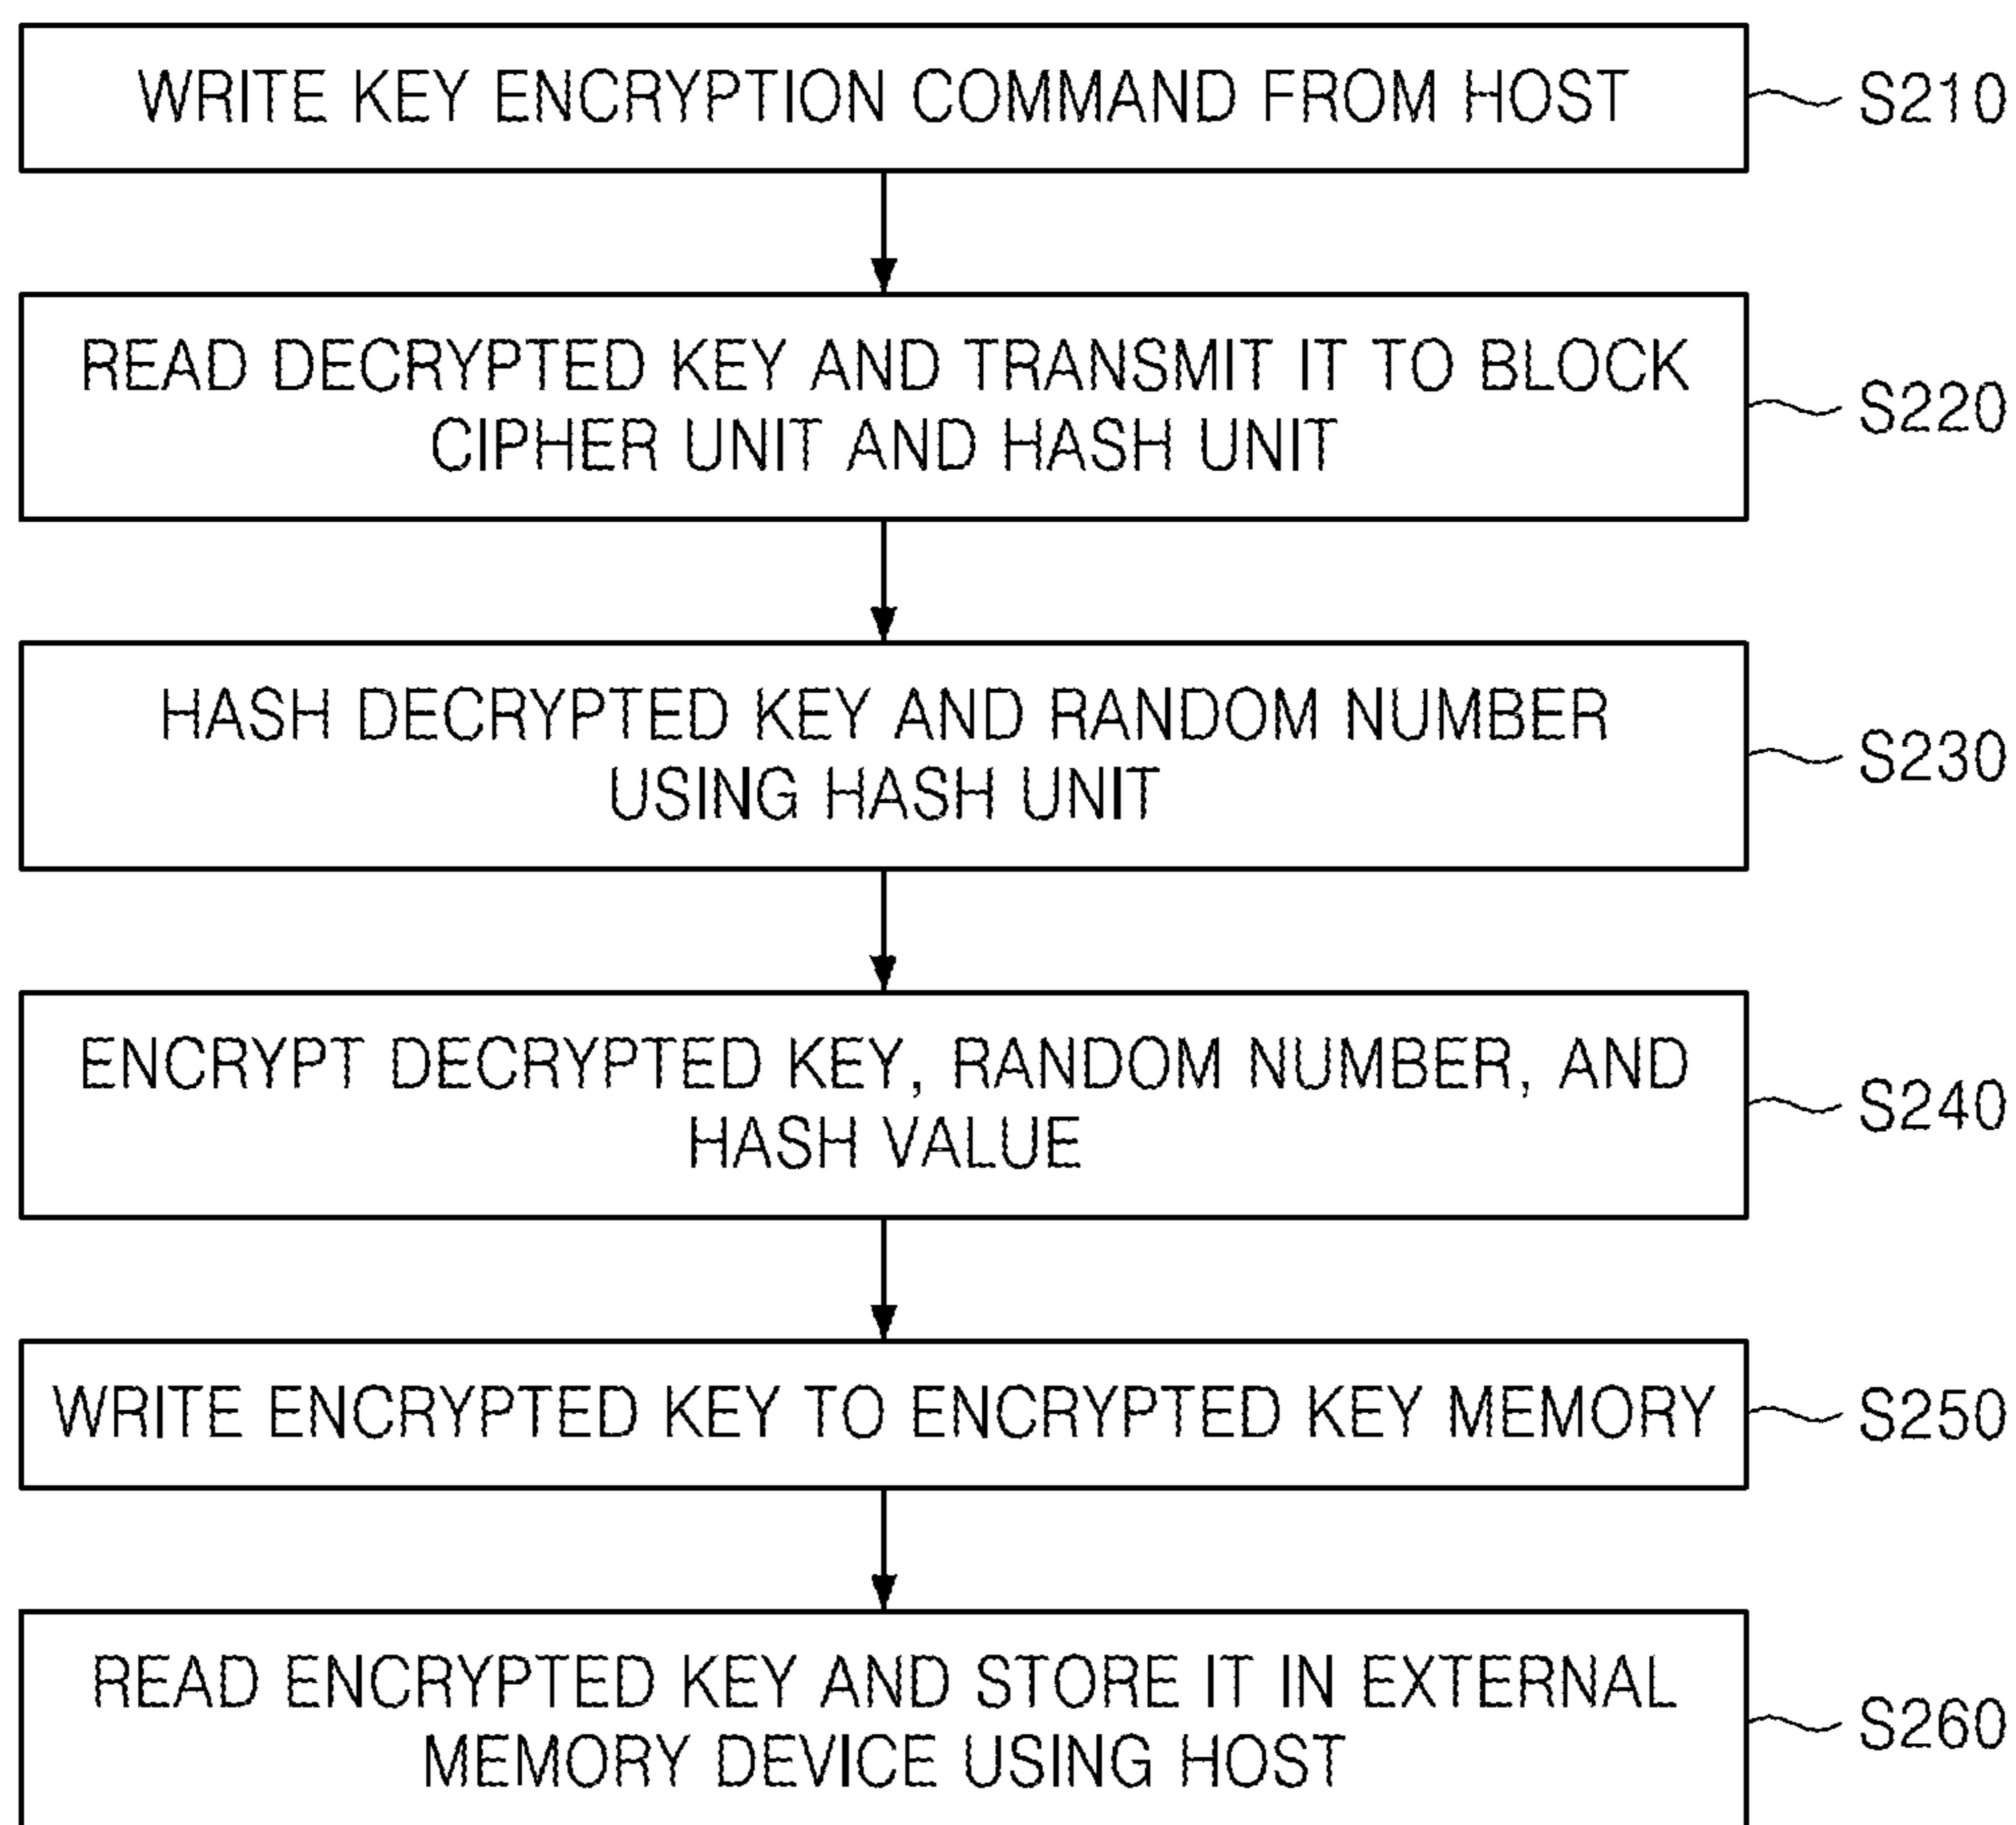 WRITE KEY ENCRYPTION COMMAND FROM HOST
S210
READ DECRYPTED KEY AND TRANSMIT IT TO BLOCK
CIPHER UNIT AND HASH UNIT
S220
HASH DECRYPTED KEY AND RANDOM NUMBER
USING HASH UNIT
S230
ENCRYPT DECRYPTED KEY, RANDOM NUMBER, AND
HASH VALUE
S240
WRITE ENCRYPTED KEY TO ENCRYPTED KEY MEMORY
S250
READ ENCRYPTED KEY AND STORE IT IN EXTERNAL
MEMORY DEVICE USING HOST
S260